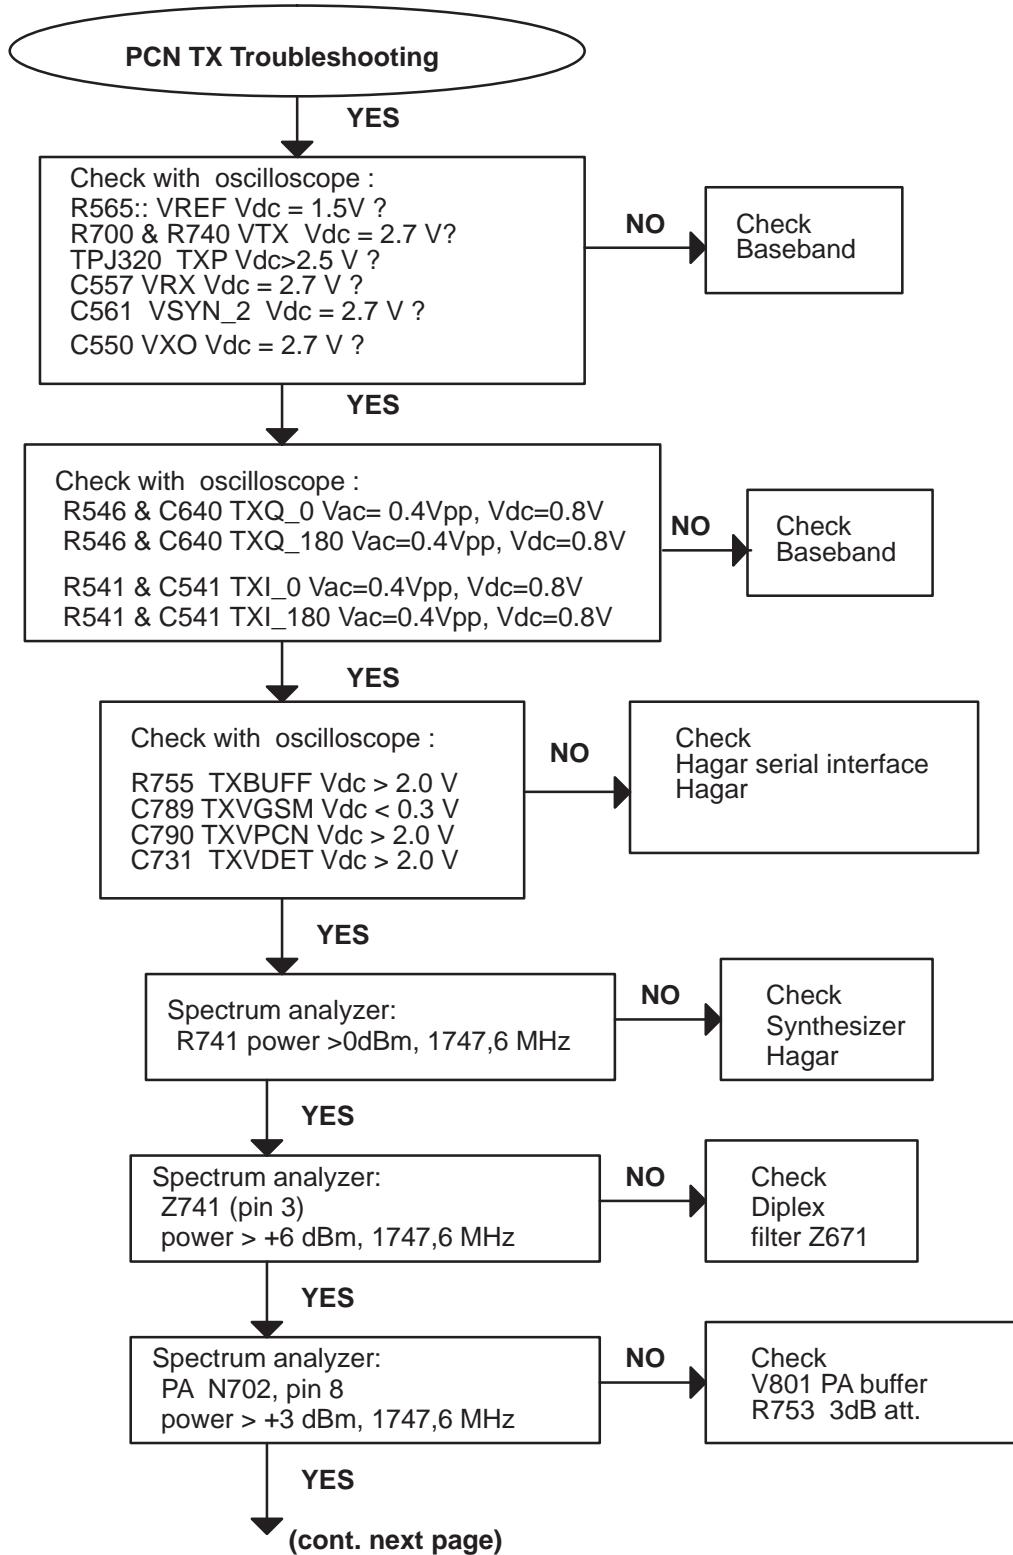 PCN TX Troubleshooting
YES
Check with oscilloscope :
R565:: VREF Vdc = 1.5V ?
R700 & R740 VTX Vdc = 2.7 V?
TPJ320 TXP Vdc>2.5 V ?
C557 VRX Vdc = 2.7 V ?
C561 VSYN_2 Vdc = 2.7 V ?
C550 VXO Vdc = 2.7 V ?
NO
Check
Baseband
YES
Check with oscilloscope :
R546 & C640 TXQ_0 Vac= 0.4Vpp, Vdc=0.8V
R546 & C640 TXQ_180 Vac=0.4Vpp, Vdc=0.8V
R541 & C541 TXI_0 Vac=0.4Vpp, Vdc=0.8V
R541 & C541 TXI_180 Vac=0.4Vpp, Vdc=0.8V
NO
Check
Baseband
YES
Check with oscilloscope :
R755 TXBUFF Vdc > 2.0 V
C789 TXVGSM Vdc < 0.3 V
C790 TXVPCN Vdc > 2.0 V
C731 TXVDET Vdc > 2.0 V
NO
Check
Hagar serial interface
Hagar
YES
Spectrum analyzer:
R741 power >0dBm, 1747,6 MHz
NO
Check
Synthesizer
Hagar
YES
Spectrum analyzer:
Z741 (pin 3)
power > +6 dBm, 1747,6 MHz
NO
Check
Diplex
filter Z671
YES
Spectrum analyzer:
PA N702, pin 8
power > +3 dBm, 1747,6 MHz
NO
Check
V801 PA buffer
R753 3dB att.
YES
(cont. next page)